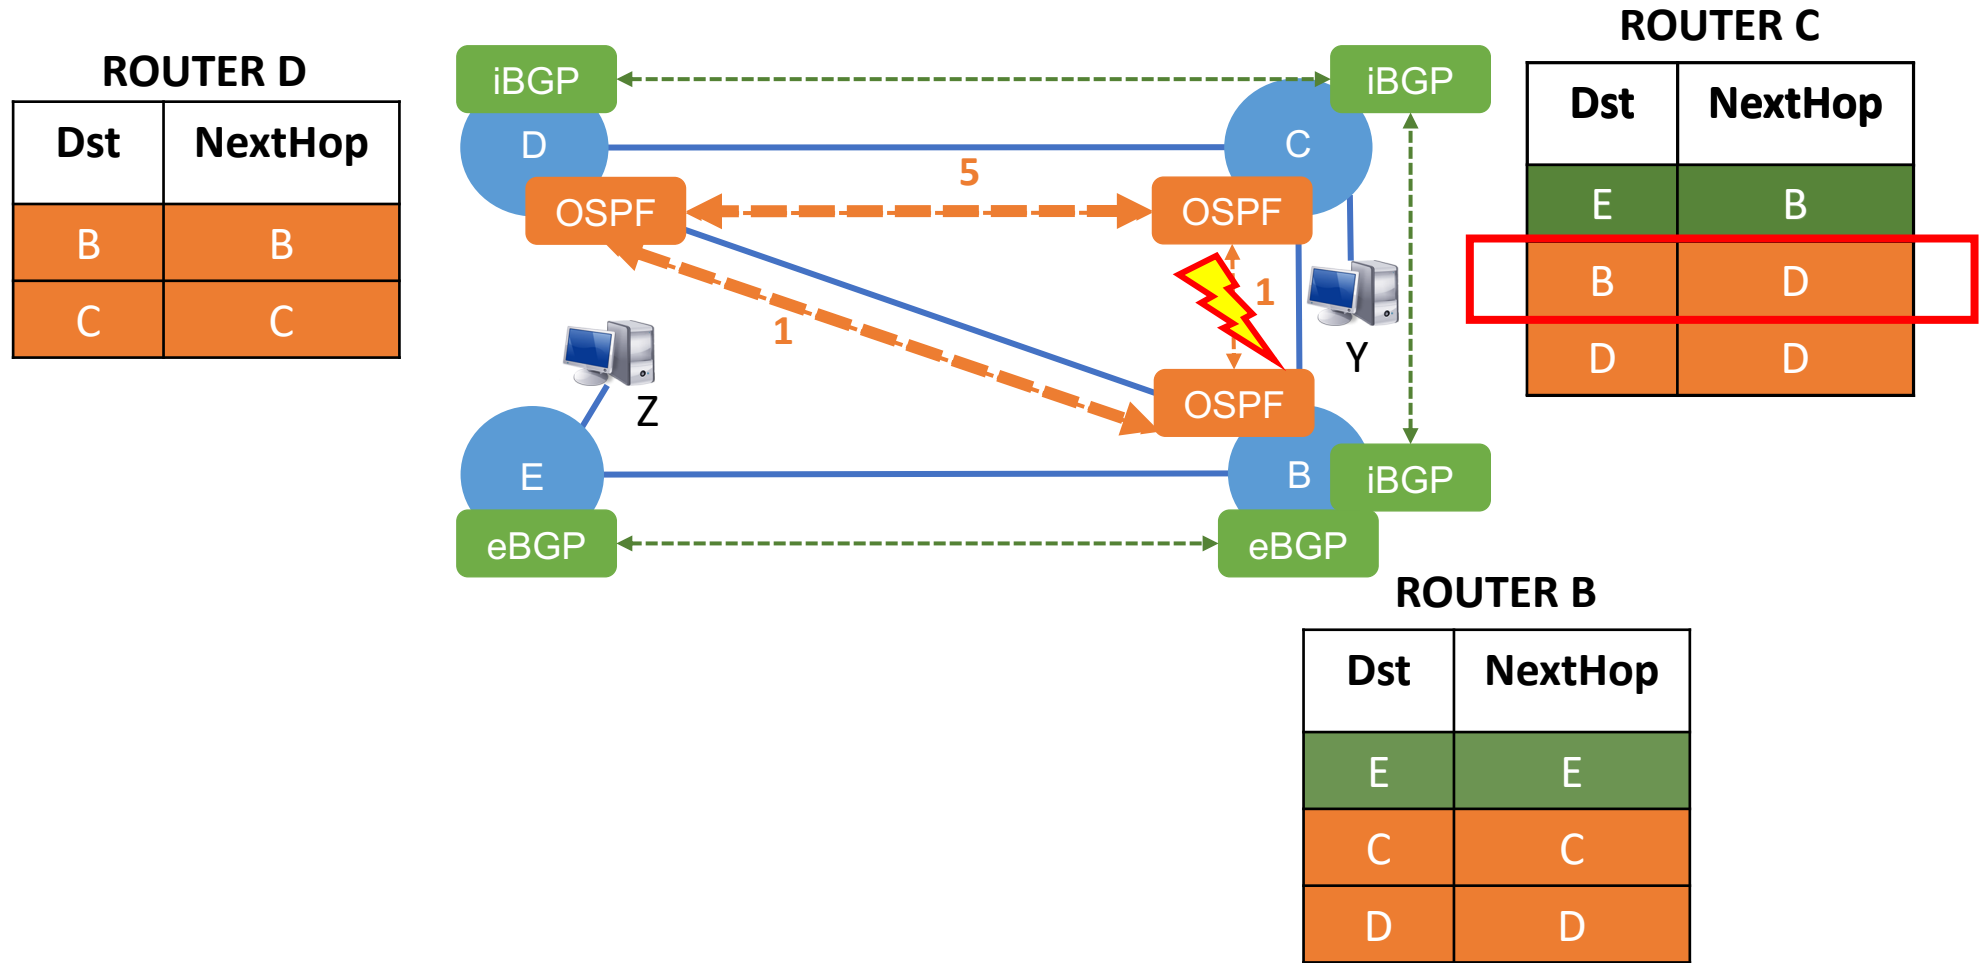 ROUTER D
Dst NextHop
B B
C C
iBGP iBGP
D C
5
OSPF OSPF
1
1
Z
Y
OSPF
E B iBGP
eBGP eBGP
ROUTER C
Dst NextHop
E B
B D
D D
ROUTER B
Dst NextHop
E E
C C
D D